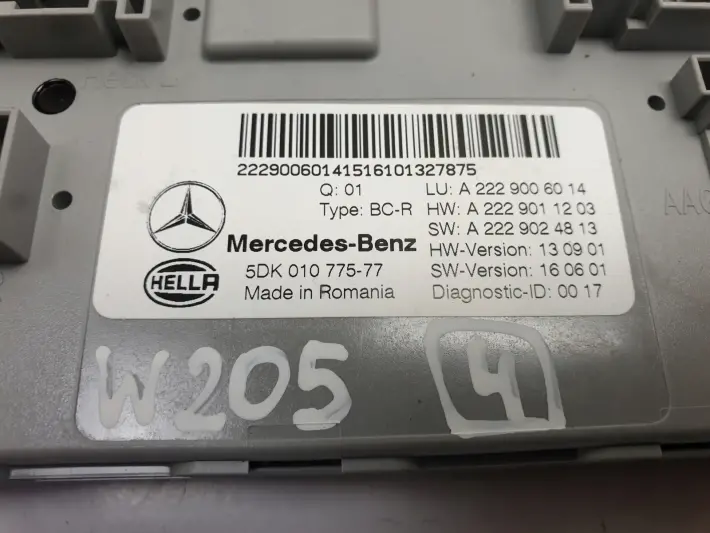 22290060141516101327875
Q: 01
Type: BC-R
LU: A 222 900 60 14
HW: A 222 901 12 03
SW: A 222 902 48 13
HW-Version: 13 09 01
SW-Version: 16 06 01
Diagnostic-ID: 00 17
Mercedes-Benz
HELLA
5DK 010 775-77
Made in Romania
W205 4